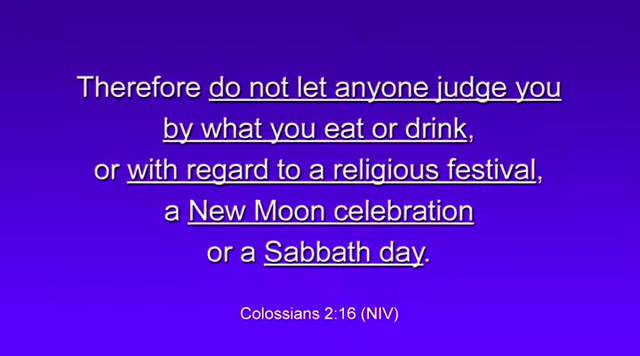 Therefore do not let anyone judge you
by what you eat or drink,
or with regard to a religious festival,
a New Moon celebration
or a Sabbath day.
Colossians 2:16 (NIV)